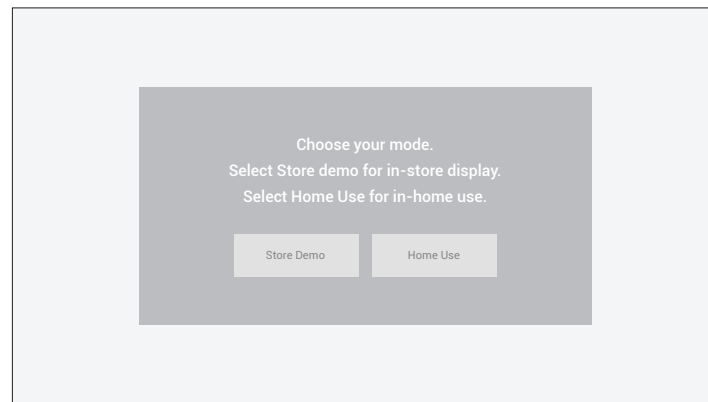 Choose your mode.
Select Store demo for in-store display.
Select Home Use for in-home use.
Store Demo
Home Use